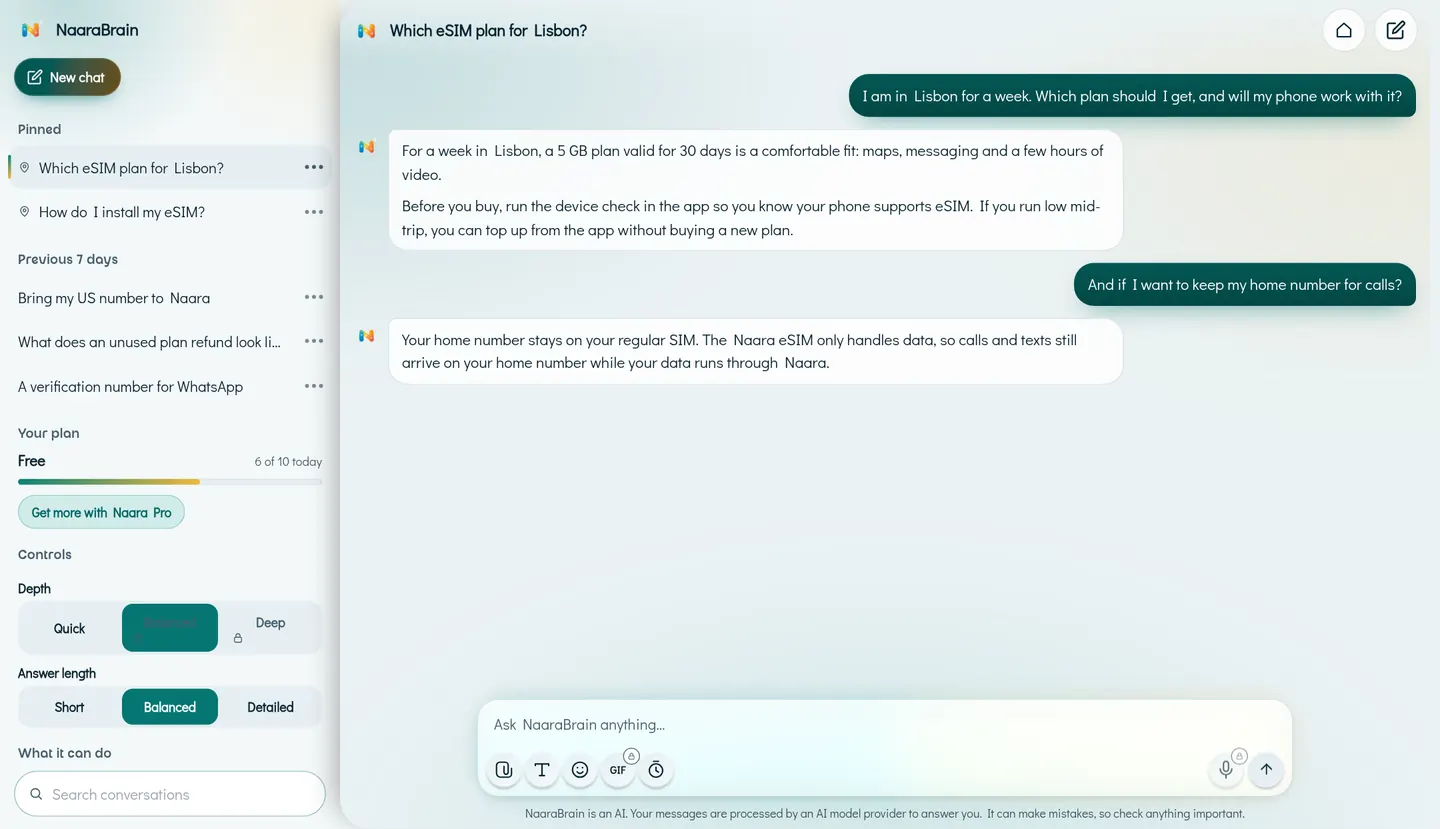 NaaraBrain
New chat
Pinned
Which eSIM plan for Lisbon?
How do I install my eSIM?
Previous 7 days
Bring my US number to Naara
What does an unused plan refund look li...
A verification number for WhatsApp
Your plan
Free
6 of 10 today
Get more with Naara Pro
Controls
Depth
Quick
Deep
Answer length
Short
Balanced
Detailed
What it can do
Search conversations
Which eSIM plan for Lisbon?
I am in Lisbon for a week. Which plan should I get, and will my phone work with it?
For a week in Lisbon, a 5 GB plan valid for 30 days is a comfortable fit: maps, messaging and a few hours of
video.
Before you buy, run the device check in the app so you know your phone supports eSIM. If you run low mid-
trip, you can top up from the app without buying a new plan.
And if I want to keep my home number for calls?
Your home number stays on your regular SIM. The Naara eSIM only handles data, so calls and texts still
arrive on your home number while your data runs through Naara.
Ask NaaraBrain anything...
GIF
NaaraBrain is an AI. Your messages are processed by an AI model provider to answer you. It can make mistakes, so check anything important.